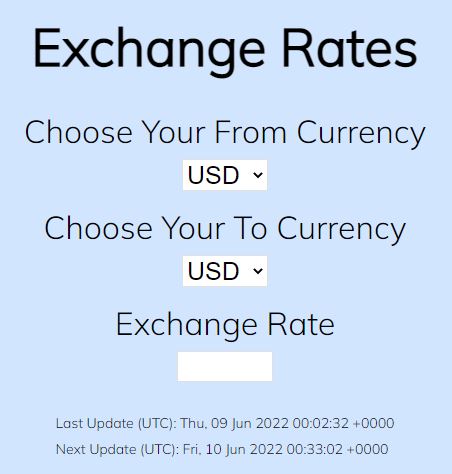 Exchange Rates
Choose Your From Currency
USD
Choose Your To Currency
USD
Exchange Rate
Last Update (UTC): Thu, 09 Jun 2022 00:02:32 +0000
Next Update (UTC): Fri, 10 Jun 2022 00:33:02 +0000